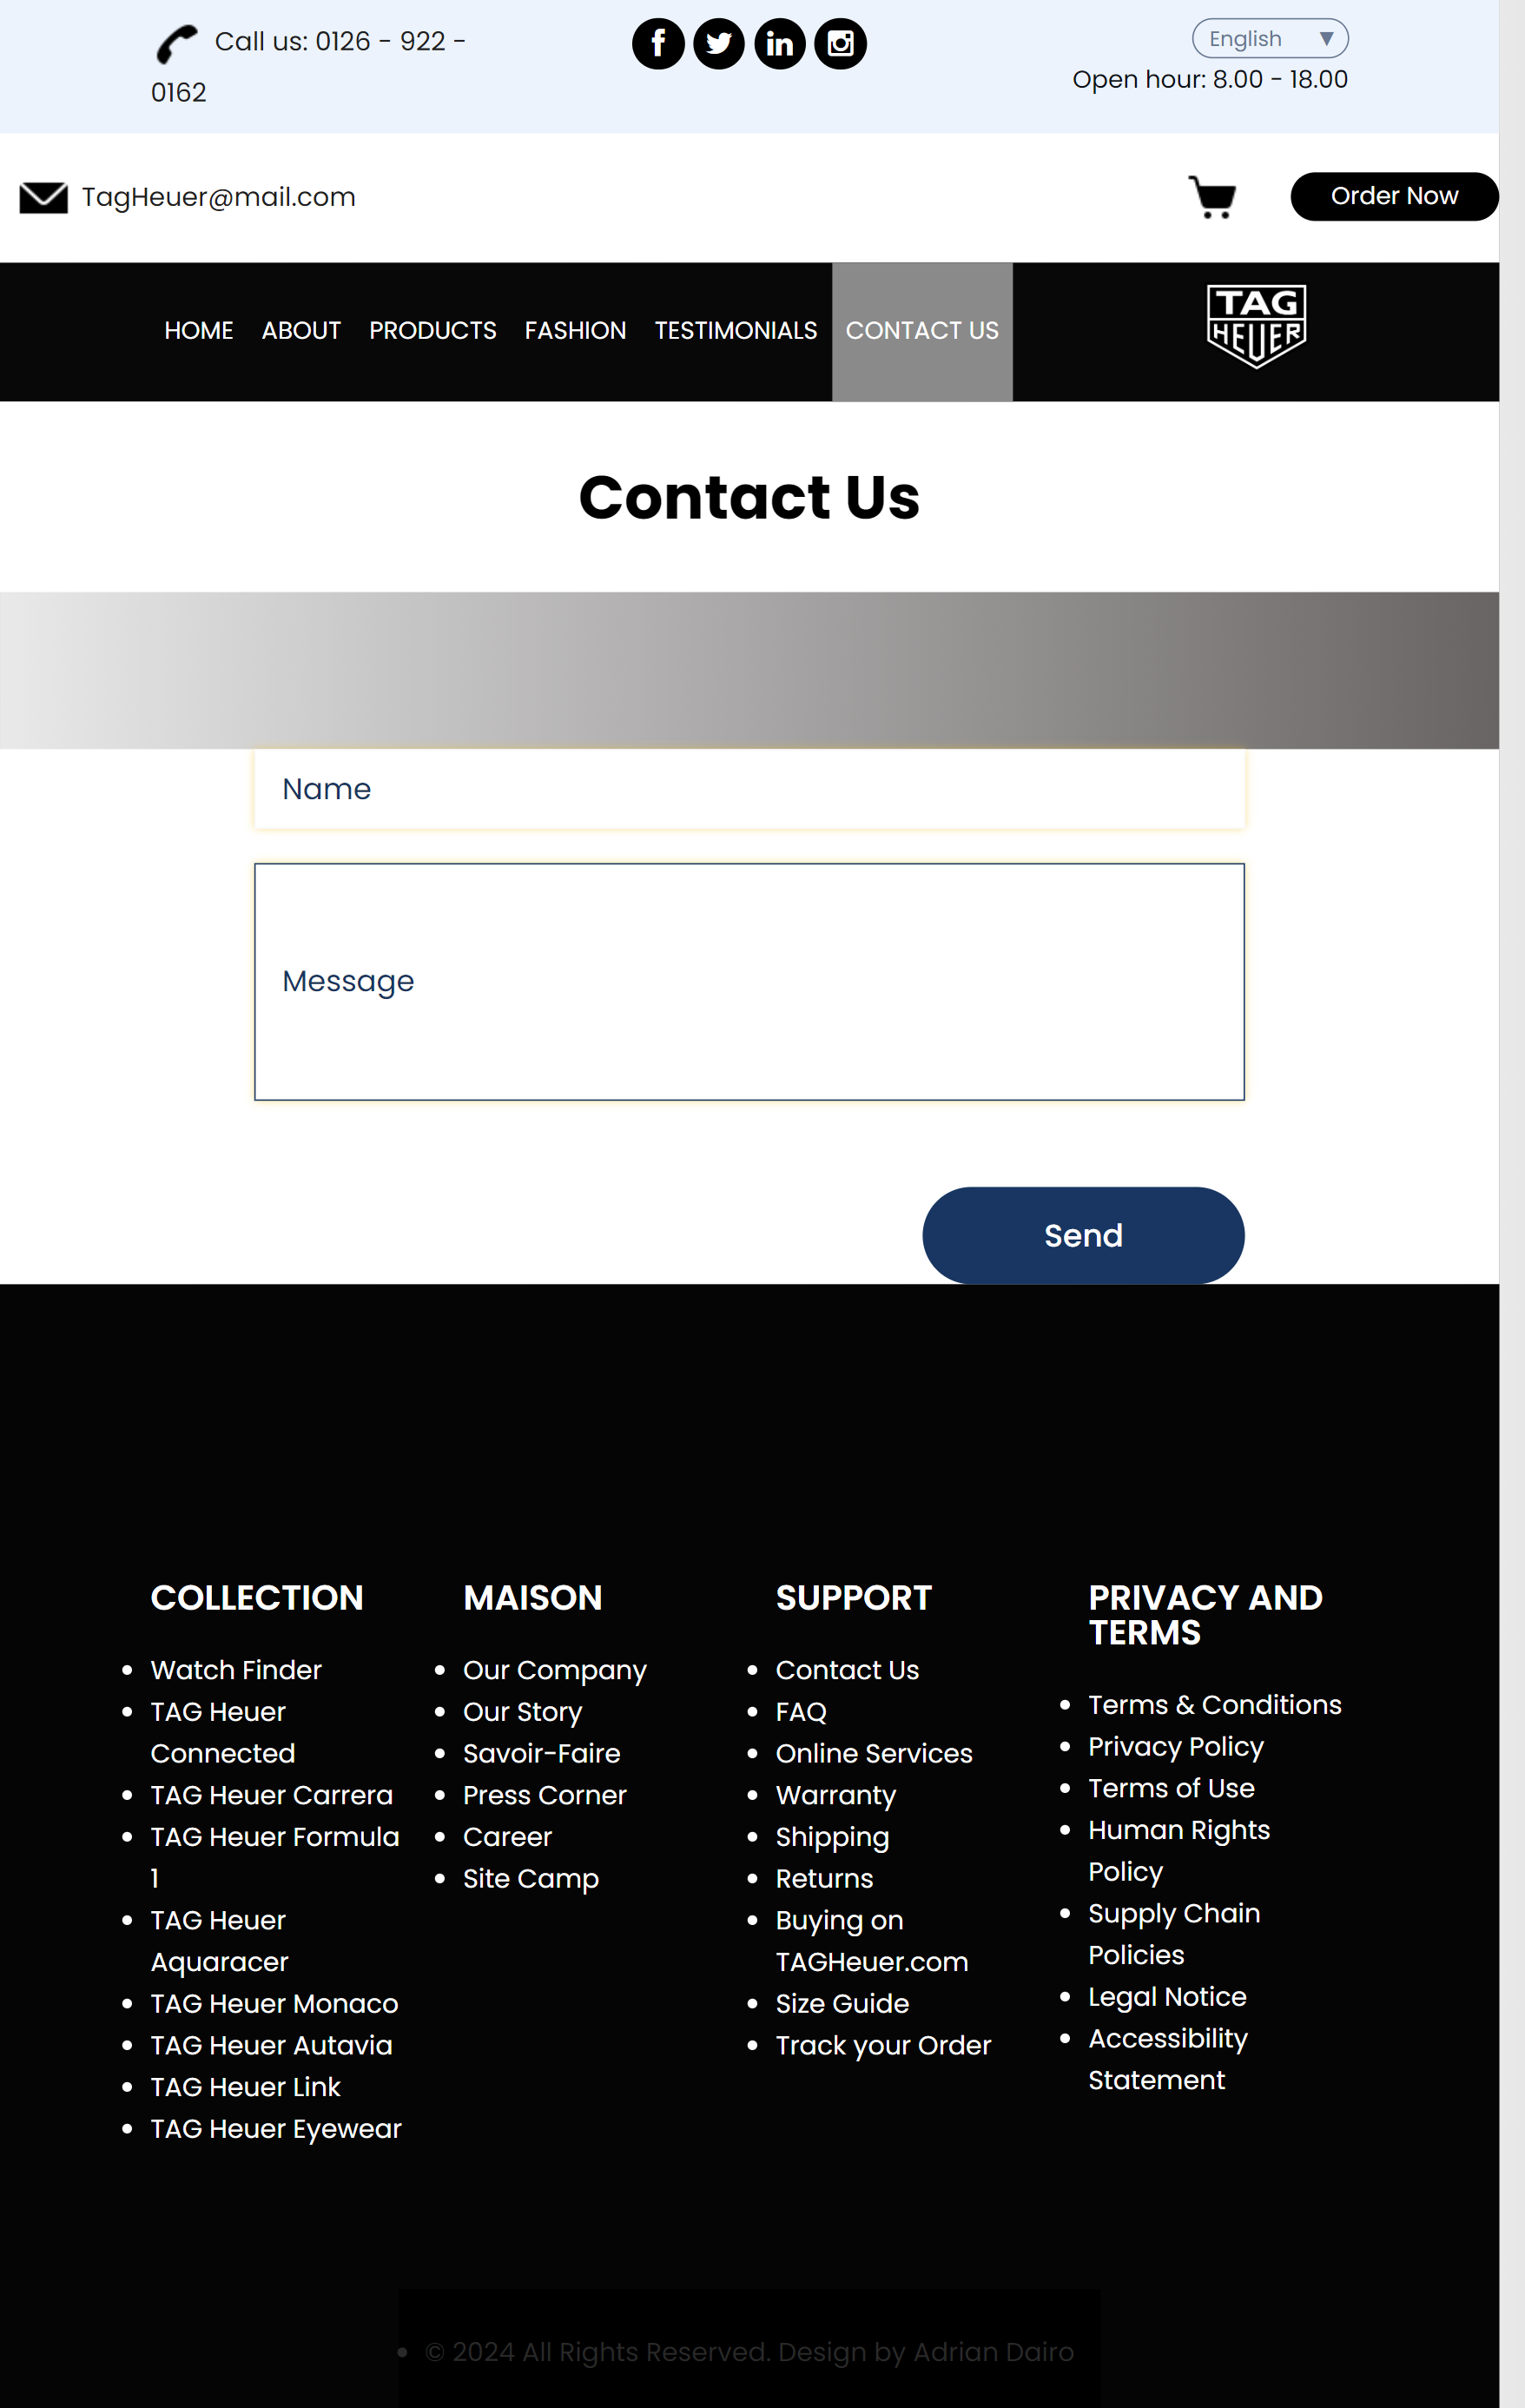 Call us: 0126 - 922 -
0162
English
Open hour: 8.00 - 18.00
TagHeuer@mail.com
Order Now
HOME ABOUT PRODUCTS FASHION TESTIMONIALS CONTACT US
TAG
HEUER
Contact Us
Name
Message
Send
COLLECTION
Watch Finder
TAG Heuer
Connected
TAG Heuer Carrera
TAG Heuer Formula
1
TAG Heuer
Aquaracer
TAG Heuer Monaco
TAG Heuer Autavia
TAG Heuer Link
TAG Heuer Eyewear
MAISON
Our Company
Our Story
Savoir-Faire
Press Corner
Career
Site Camp
SUPPORT
Contact Us
FAQ
Online Services
Warranty
Shipping
Returns
Buying on
TAGHeuer.com
Size Guide
Track your Order
PRIVACY AND
TERMS
Terms & Conditions
Privacy Policy
Terms of Use
Human Rights
Policy
Supply Chain
Policies
Legal Notice
Accessibility
Statement
© 2024 All Rights Reserved. Design by Adrian Dairo